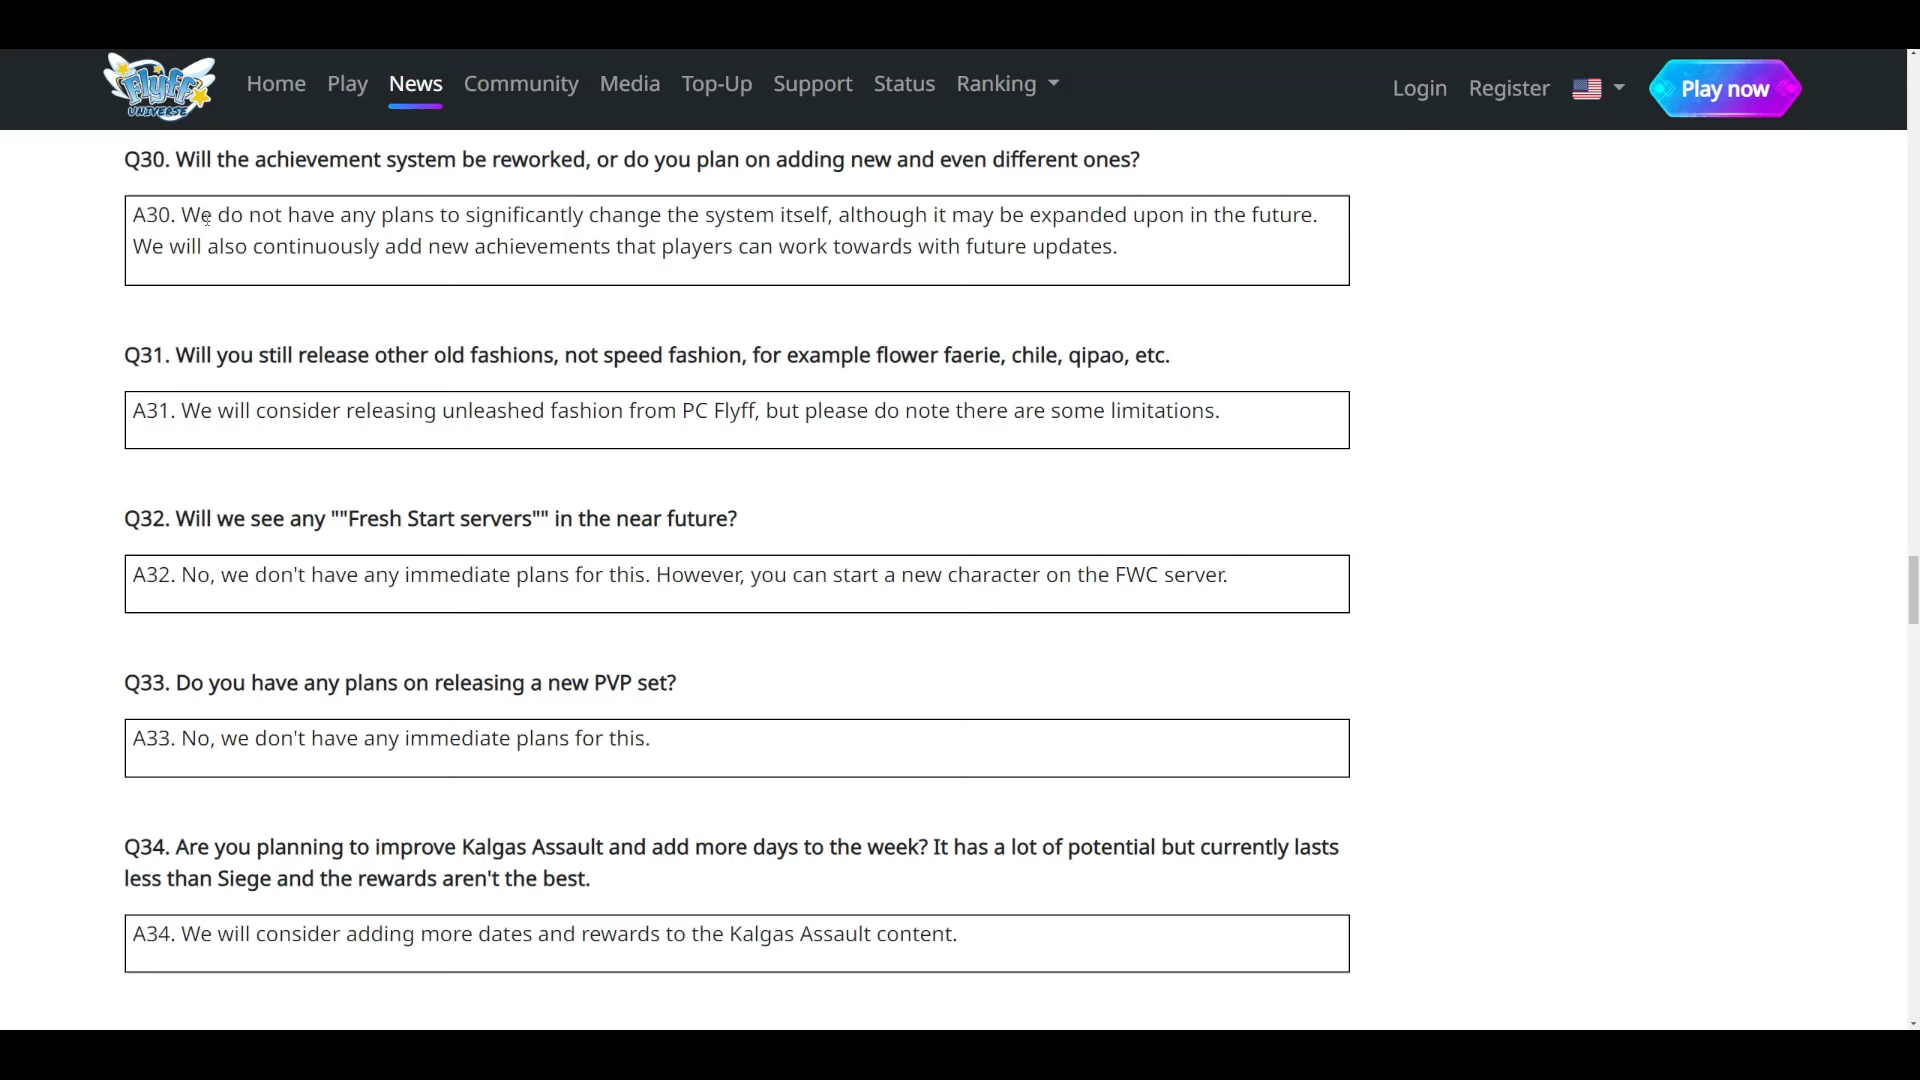 Flyff
UNIVERSE
Home Play News Community Media Top-Up Support Status Ranking
Login Register Play now
Q30. Will the achievement system be reworked, or do you plan on adding new and even different ones?
A30. We do not have any plans to significantly change the system itself, although it may be expanded upon in the future.
We will also continuously add new achievements that players can work towards with future updates.
Q31. Will you still release other old fashions, not speed fashion, for example flower faerie, chile, qipao, etc.
A31. We will consider releasing unleashed fashion from PC Flyff, but please do note there are some limitations.
Q32. Will we see any ""Fresh Start servers"" in the near future?
A32. No, we don't have any immediate plans for this. However, you can start a new character on the FWC server.
Q33. Do you have any plans on releasing a new PVP set?
A33. No, we don't have any immediate plans for this.
Q34. Are you planning to improve Kalgas Assault and add more days to the week? It has a lot of potential but currently lasts
less than Siege and the rewards aren't the best.
A34. We will consider adding more dates and rewards to the Kalgas Assault content.